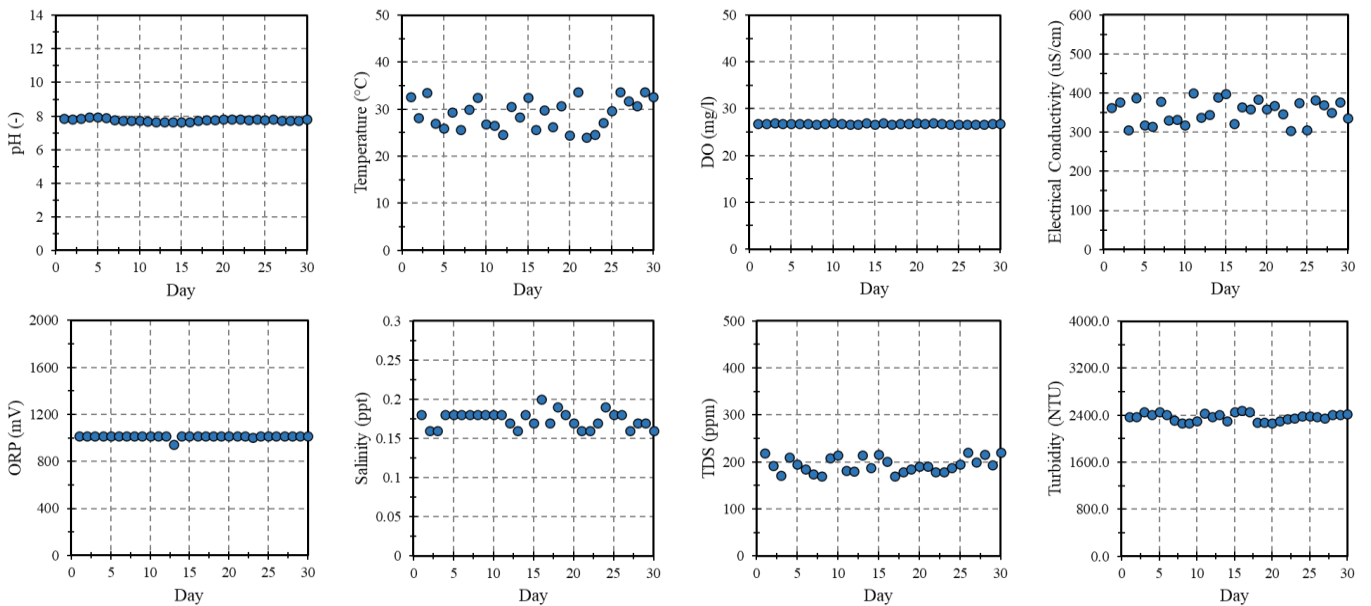 pH (-)
14
12
10
8
6
4
2
0
0 5 10 15 20 25 30
Day
Temperature (°C)
50
40
30
20
10
0
0 5 10 15 20 25 30
Day
DO (mg/l)
50
40
30
20
10
0
0 5 10 15 20 25 30
Day
Electrical Conductivity (uS/cm)
600
500
400
300
200
100
0
0 5 10 15 20 25 30
Day
ORP (mV)
2000
1600
1200
800
400
0
0 5 10 15 20 25 30
Day
Salinity (ppt)
0.3
0.25
0.2
0.15
0.1
0.05
0
0 5 10 15 20 25 30
Day
TDS (ppm)
500
400
300
200
100
0
0 5 10 15 20 25 30
Day
Turbidity (NTU)
4000.0
3200.0
2400.0
1600.0
800.0
0.0
0 5 10 15 20 25 30
Day